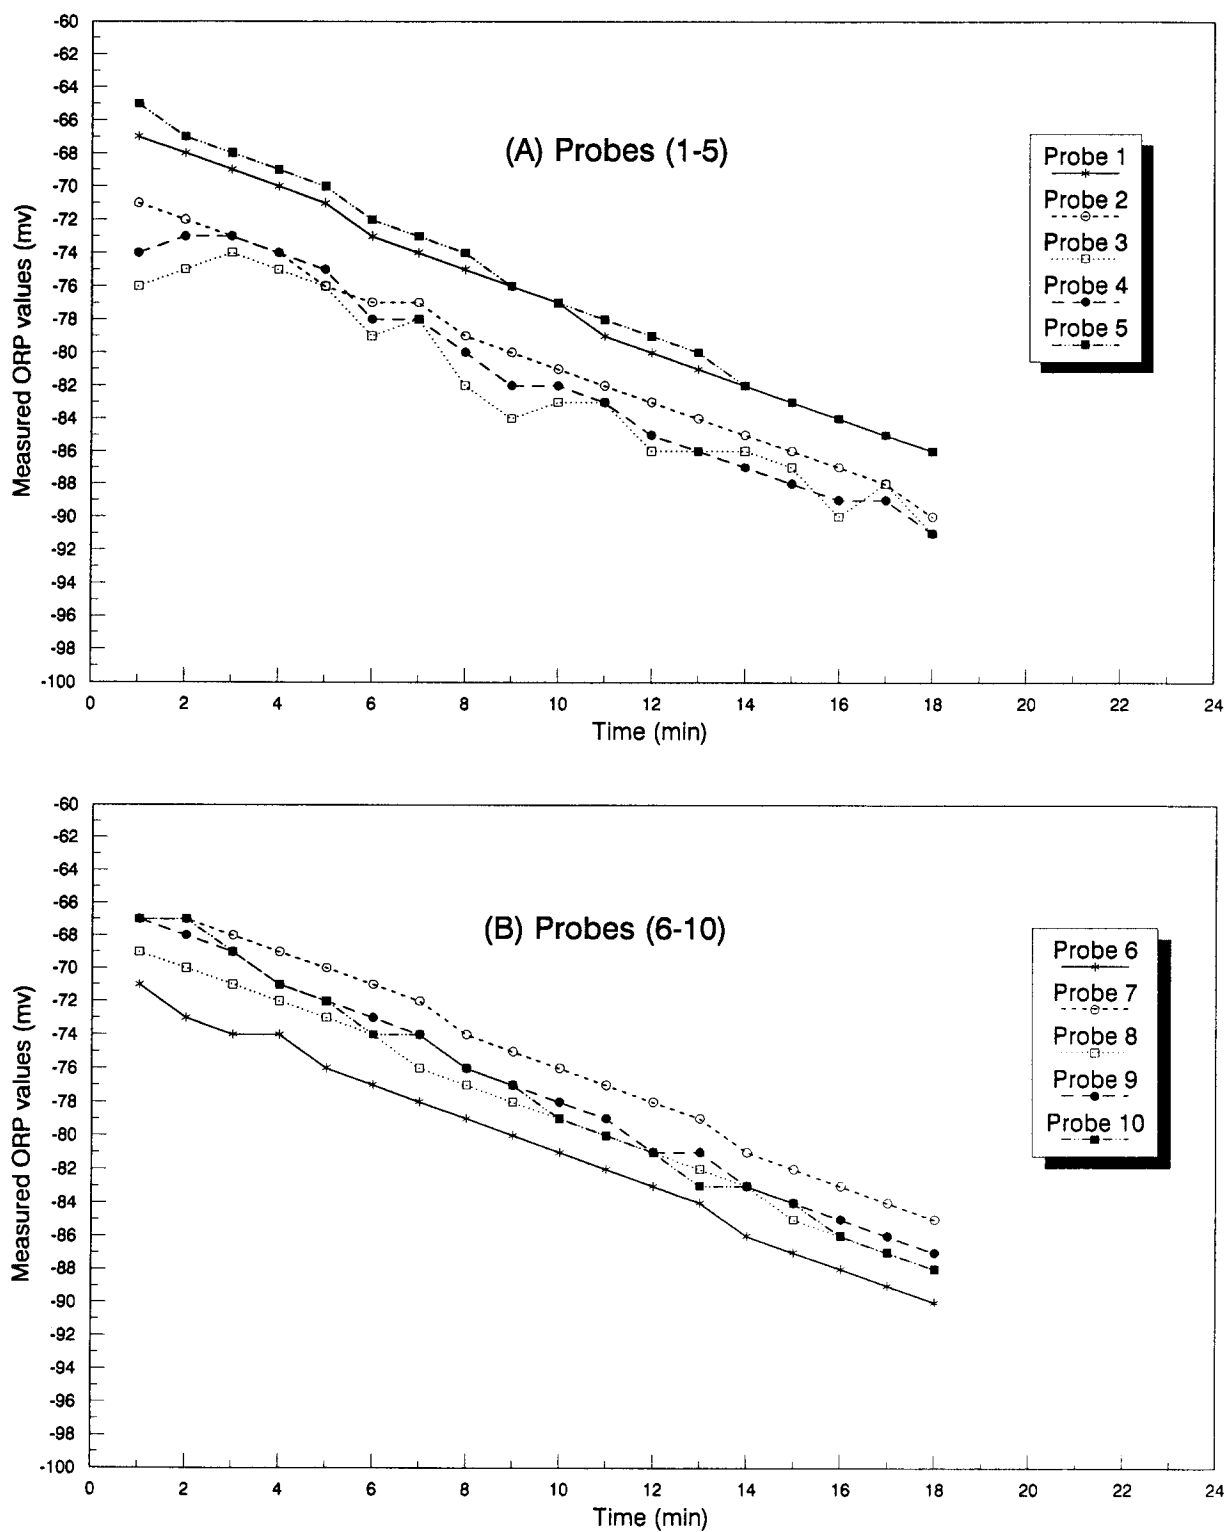 -60
-62
-64
-66
-68
-70
-72
-74
-76
-78
-80
-82
-84
-86
-88
-90
-92
-94
-96
-98
-100
Measured ORP values (mv)
(A) Probes (1-5)
Probe 1
Probe 2
Probe 3
Probe 4
Probe 5
0 2 4 6 8 10 12 14 16 18 20 22 24
Time (min)
-60
-62
-64
-66
-68
-70
-72
-74
-76
-78
-80
-82
-84
-86
-88
-90
-92
-94
-96
-98
-100
Measured ORP values (mv)
(B) Probes (6-10)
Probe 6
Probe 7
Probe 8
Probe 9
Probe 10
0 2 4 6 8 10 12 14 16 18 20 22 24
Time (min)